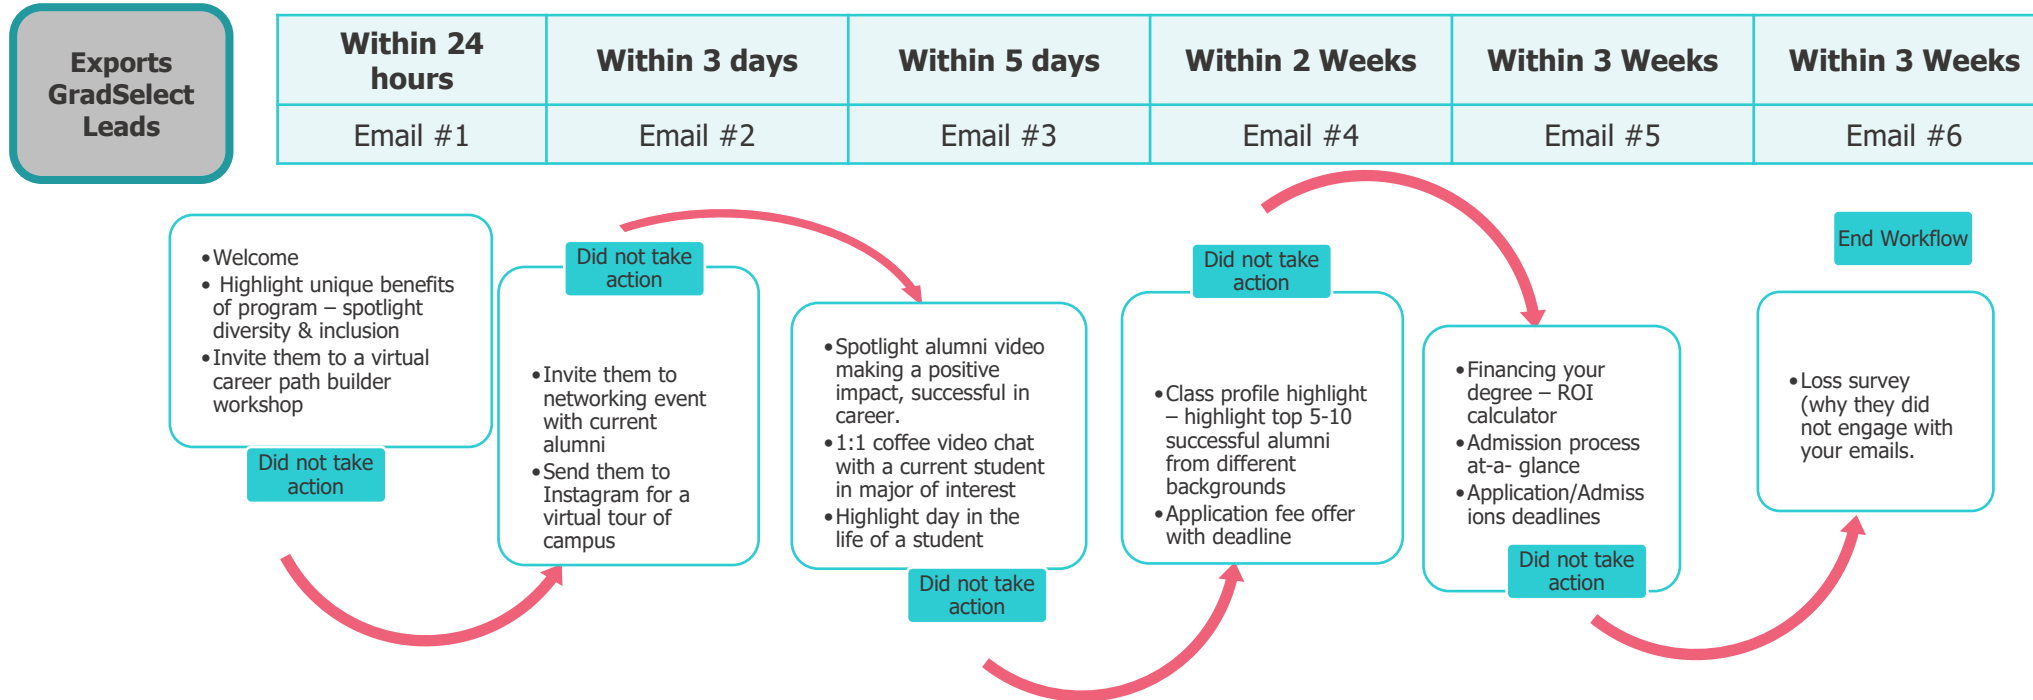 Exports
GradSelect
Leads
Within 24
hours
Within 3 days
Within 5 days
Within 2 Weeks
Within 3 Weeks
Within 3 Weeks
Email #1
Email #2
Email #3
Email #4
Email #5
Email #6
•Welcome
• Highlight unique benefits
of program – spotlight
diversity & inclusion
•Invite them to a virtual
career path builder
workshop
Did not take
action
Did not take
action
•Invite them to
networking event
with current
alumni
•Send them to
Instagram for a
virtual tour of
campus
•Spotlight alumni video
making a positive
impact, successful in
career.
•1:1 coffee video chat
with a current student
in major of interest
•Highlight day in the
life of a student
Did not take
action
Did not take
action
•Class profile highlight
– highlight top 5-10
successful alumni
from different
backgrounds
•Application fee offer
with deadline
•Financing your
degree – ROI
calculator
•Admission process
at-a- glance
•Application/Admiss
ions deadlines
Did not take
action
End Workflow
•Loss survey
(why they did
not engage with
your emails.